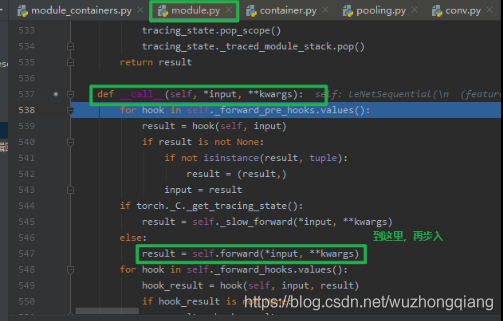 module_containers.py
module.py
container.py
pooling.py
conv.py
533 tracing_state.pop_scope()
534 tracing_state._traced_module_stack.pop()
535 return result
536
537 def __call__(self, *input, **kwargs): self: LeNetSequential(\n (featur
538 for hook in self._forward_pre_hooks.values():
539 result = hook(self, input)
540 if result is not None:
541 if not isinstance(result, tuple):
542 result = (result,)
543 input = result
544 if torch._C._get_tracing_state():
545 result = self._slow_forward(*input, **kwargs)
546 else:
到这里，再步入
547 result = self.forward(*input, **kwargs)
548 for hook in self._forward_hooks.values():
549 hook_result = hook(self, input, result)
550 if hook_result is not
https://blog.csdn.net/wuzhongqiang